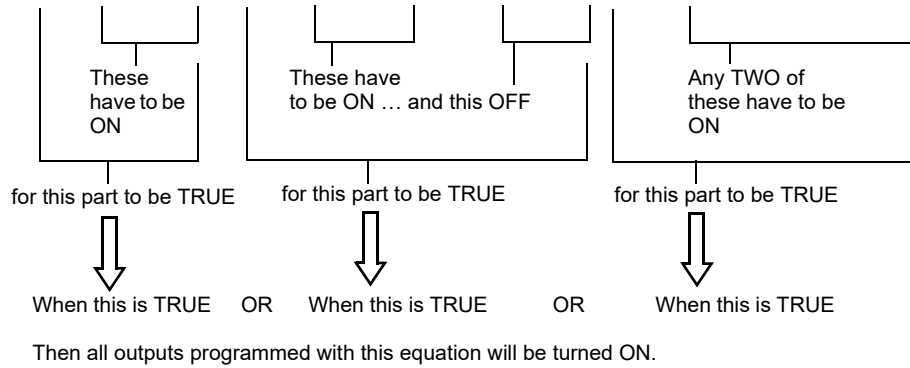 These
have to be
ON
These have
to be ON … and this OFF
Any TWO of
these have to be
ON
for this part to be TRUE
for this part to be TRUE
for this part to be TRUE
When this is TRUE OR When this is TRUE OR When this is TRUE
Then all outputs programmed with this equation will be turned ON.